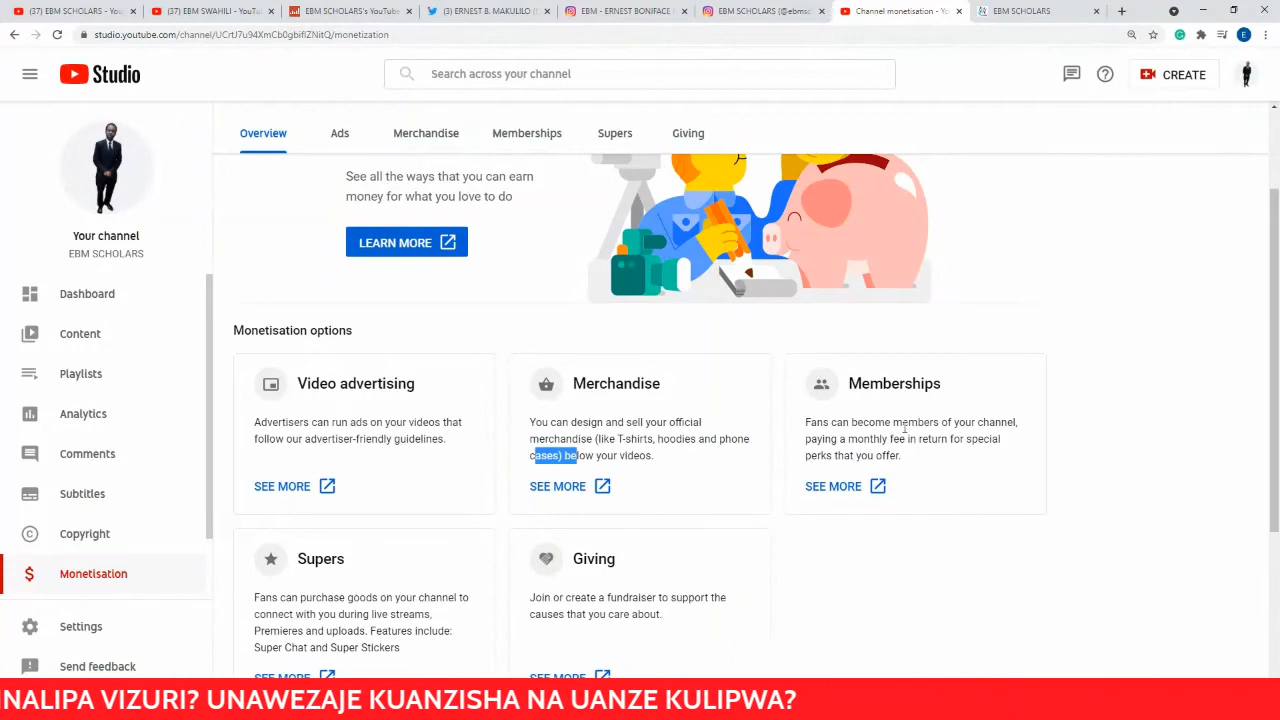 (37) EBM SCHOLARS - YouT
(37) EBM SWAHILI - YouTu
EBM SCHOLARS's YouTube
(3) ERNEST B. MAKULILO (
EBM - ERNEST BONIFACE
EBM SCHOLARS (@ebmsc
Channel monetisation - Yo
EBM SCHOLARS
studio.youtube.com/channel/UCrtJ7u94XmCb0gbifIZNitQ/monetization
E
Studio
Search across your channel
CREATE
Overview
Ads
Merchandise
Memberships
Supers
Giving
Your channel
EBM SCHOLARS
Dashboard
Content
Playlists
Analytics
Comments
Subtitles
Copyright
Monetisation
Settings
Send feedback
See all the ways that you can earn
money for what you love to do
LEARN MORE
Monetisation options
Video advertising
Advertisers can run ads on your videos that
follow our advertiser-friendly guidelines.
SEE MORE
Merchandise
You can design and sell your official
merchandise (like T-shirts, hoodies and phone
cases) below your videos.
SEE MORE
Memberships
Fans can become members of your channel,
paying a monthly fee in return for special
perks that you offer.
SEE MORE
Supers
Fans can purchase goods on your channel to
connect with you during live streams,
Premieres and uploads. Features include:
Super Chat and Super Stickers
SEE MORE
Giving
Join or create a fundraiser to support the
causes that you care about.
SEE MORE
INALIPA VIZURI? UNAWEZAJE KUANZISHA NA UANZE KULIPWA?